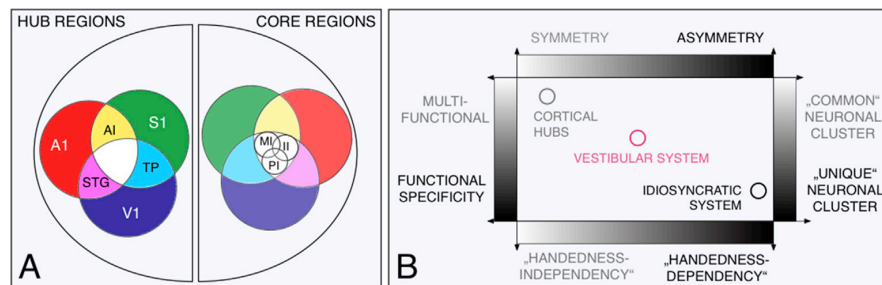 HUB REGIONS
CORE REGIONS
A1
AI
S1
STG
TP
V1
MI
II
PI
A
SYMMETRY
ASYMMETRY
MULTI-
FUNCTIONAL
FUNCTIONAL
SPECIFICITY
CORTICAL
HUBS
VESTIBULAR SYSTEM
IDIOSYNCRATIC
SYSTEM
„COMMON“
NEURONAL
CLUSTER
„UNIQUE“
NEURONAL
CLUSTER
„HANDEDNESS-
INDEPENDENCY“
„HANDEDNESS-
DEPENDENCY“
B